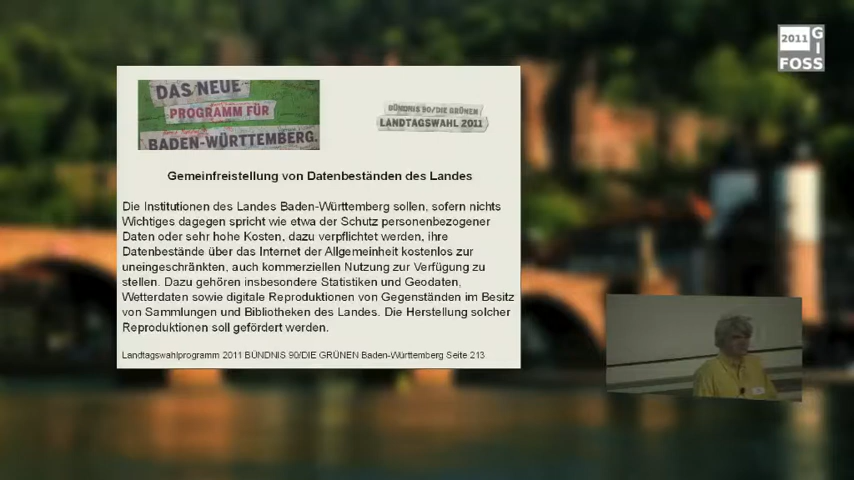 2011 G
I
FOSS
DAS NEUE
PROGRAMM FÜR
BADEN-WÜRTTEMBERG.
BÜNDNIS 90/DIE GRÜNEN
LANDTAGSWAHL 2011
Gemeinfreistellung von Datenbeständen des Landes
Die Institutionen des Landes Baden-Württemberg sollen, sofern nichts
Wichtiges dagegen spricht wie etwa der Schutz personenbezogener
Daten oder sehr hohe Kosten, dazu verpflichtet werden, ihre
Datenbestände über das Internet der Allgemeinheit kostenlos zur
uneingeschränkten, auch kommerziellen Nutzung zur Verfügung zu
stellen. Dazu gehören insbesondere Statistiken und Geodaten,
Wetterdaten sowie digitale Reproduktionen von Gegenständen im Besitz
von Sammlungen und Bibliotheken des Landes. Die Herstellung solcher
Reproduktionen soll gefördert werden.
Landtagswahlprogramm 2011 BÜNDNIS 90/DIE GRÜNEN Baden-Württemberg Seite 213